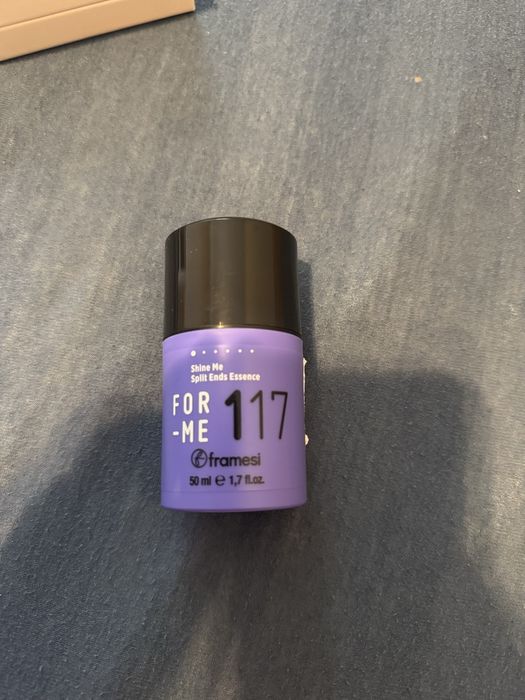 Shine Me
Split Ends Essence
FOR
-ME
117
framesi
50 ml ℮ 1,7 fl.oz.